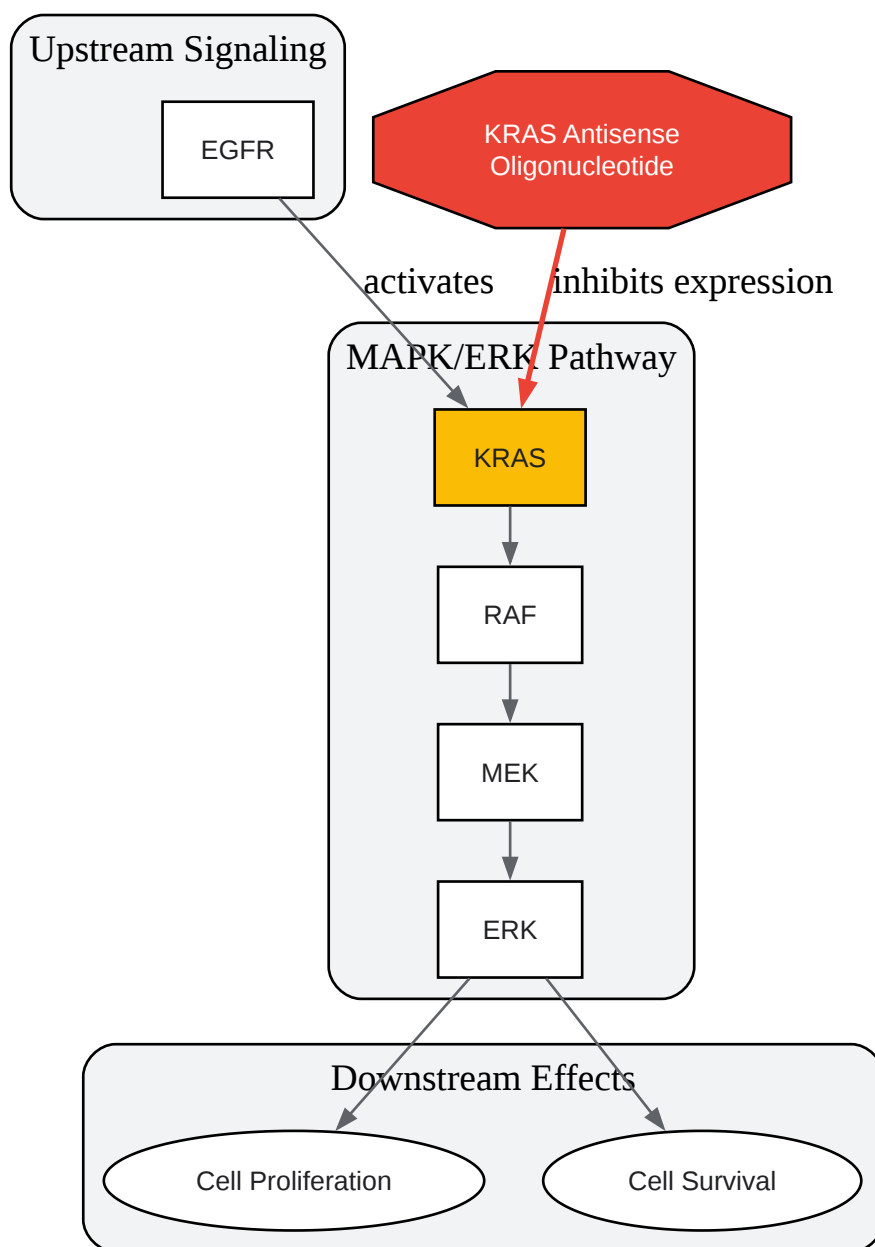 Upstream Signaling
EGFR
KRAS Antisense
Oligonucleotide
activates
inhibits expression
MAPK/ERK Pathway
KRAS
RAF
MEK
ERK
Downstream Effects
Cell Proliferation
Cell Survival